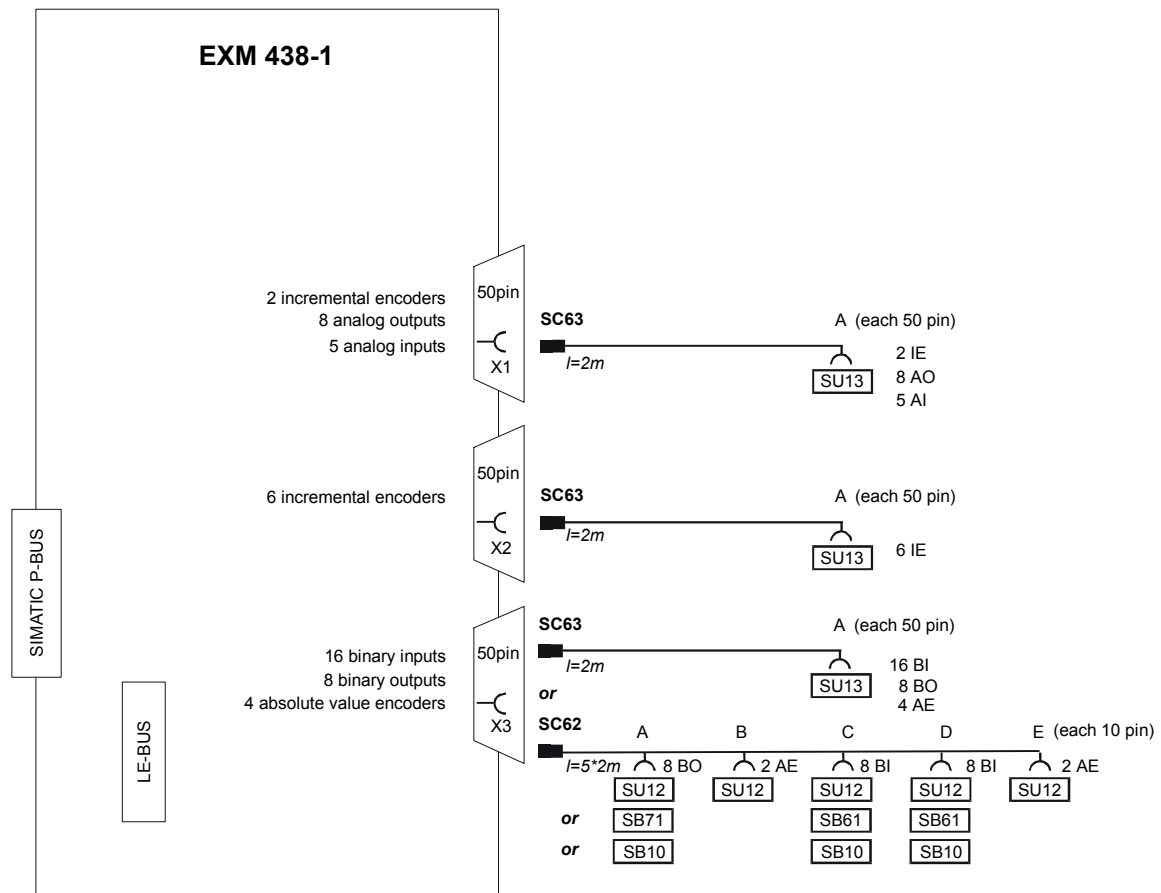 EXM 438-1
2 incremental encoders
8 analog outputs
5 analog inputs
50pin
X1
SC63
l=2m
A (each 50 pin)
SU13
2 IE
8 AO
5 AI
6 incremental encoders
50pin
X2
SC63
l=2m
A (each 50 pin)
SU13
6 IE
SIMATIC P-BUS
LE-BUS
16 binary inputs
8 binary outputs
4 absolute value encoders
50pin
X3
SC63
l=2m
A (each 50 pin)
SU13
16 BI
8 BO
4 AE
or
SC62
A B C D E (each 10 pin)
l=5*2m 8 BO 2 AE 8 BI 8 BI 2 AE
SU12 SU12 SU12 SU12 SU12
or SB71 SB61 SB61
or SB10 SB10 SB10